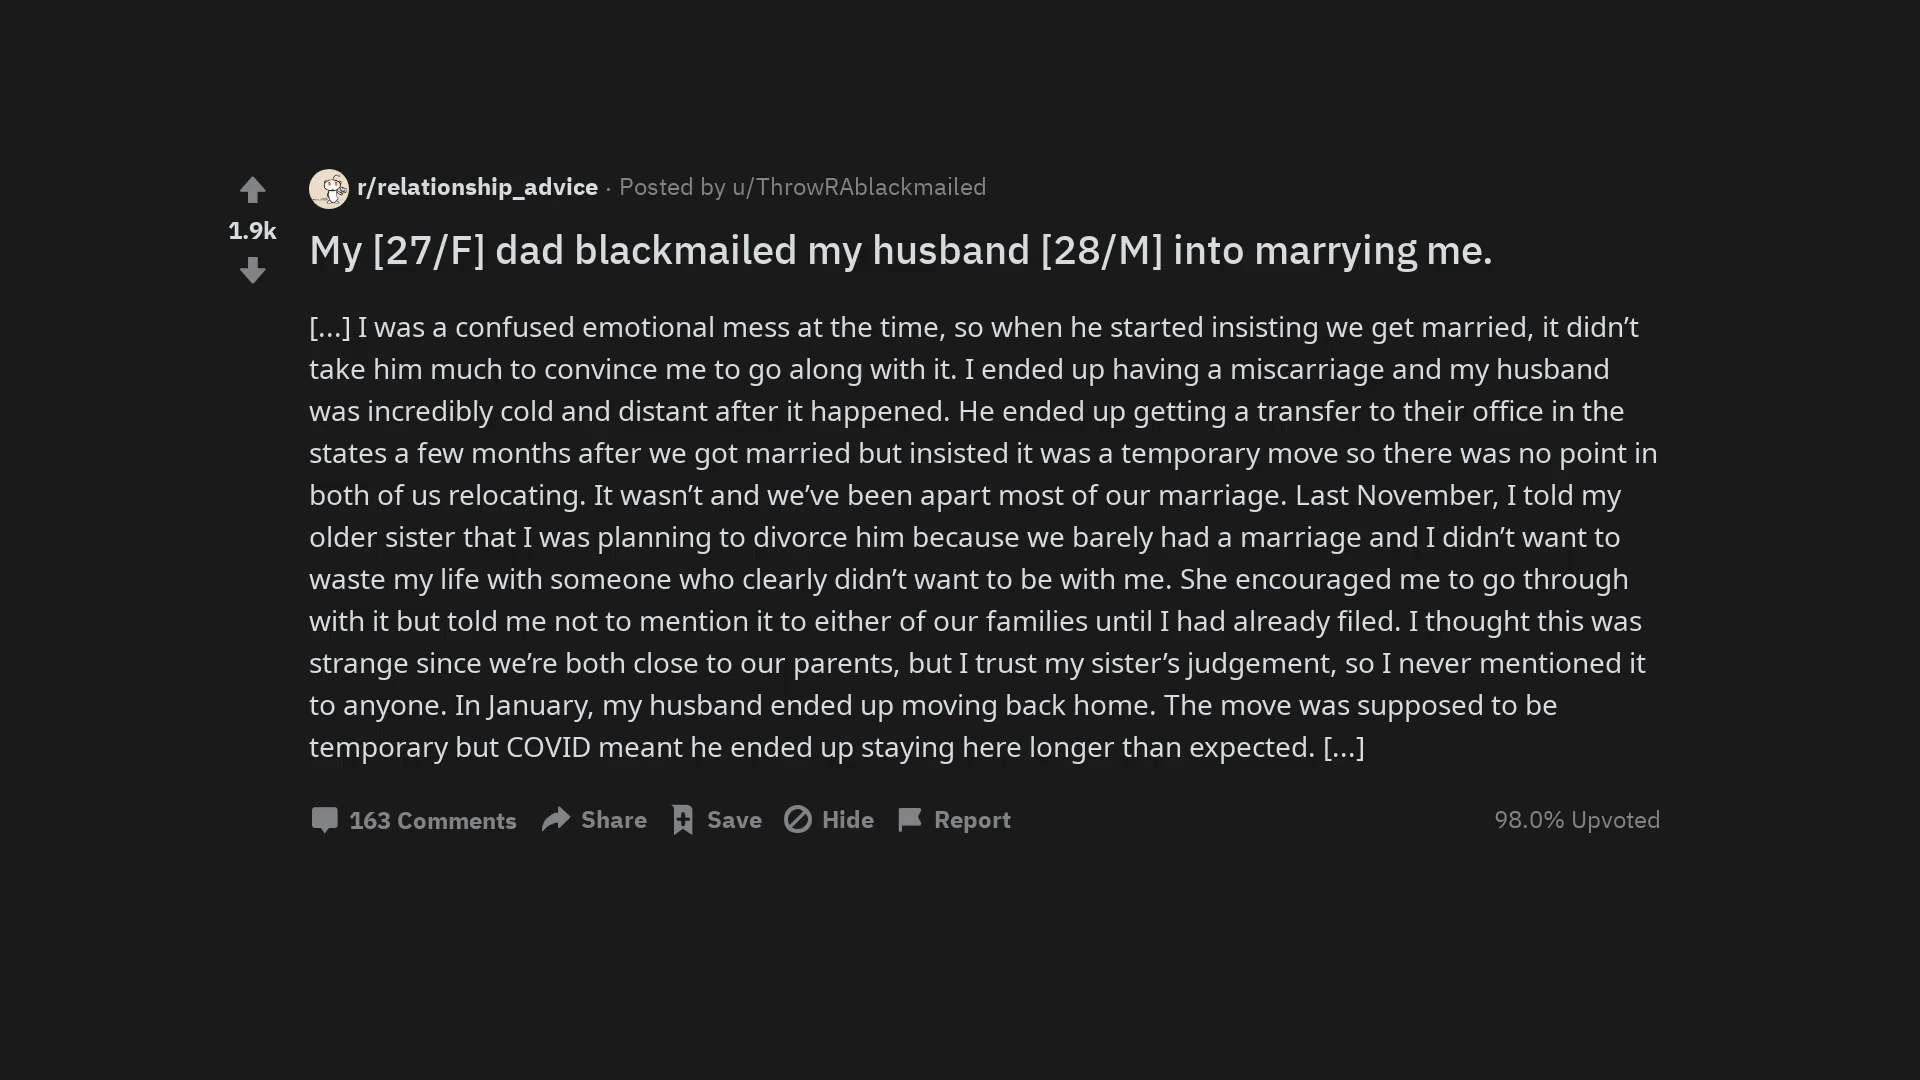 r/relationship_advice · Posted by u/ThrowRAblackmailed
1.9k
My [27/F] dad blackmailed my husband [28/M] into marrying me.
[...] I was a confused emotional mess at the time, so when he started insisting we get married, it didn’t
take him much to convince me to go along with it. I ended up having a miscarriage and my husband
was incredibly cold and distant after it happened. He ended up getting a transfer to their office in the
states a few months after we got married but insisted it was a temporary move so there was no point in
both of us relocating. It wasn’t and we’ve been apart most of our marriage. Last November, I told my
older sister that I was planning to divorce him because we barely had a marriage and I didn’t want to
waste my life with someone who clearly didn’t want to be with me. She encouraged me to go through
with it but told me not to mention it to either of our families until I had already filed. I thought this was
strange since we’re both close to our parents, but I trust my sister’s judgement, so I never mentioned it
to anyone. In January, my husband ended up moving back home. The move was supposed to be
temporary but COVID meant he ended up staying here longer than expected. [...]
163 Comments Share Save Hide Report 98.0% Upvoted